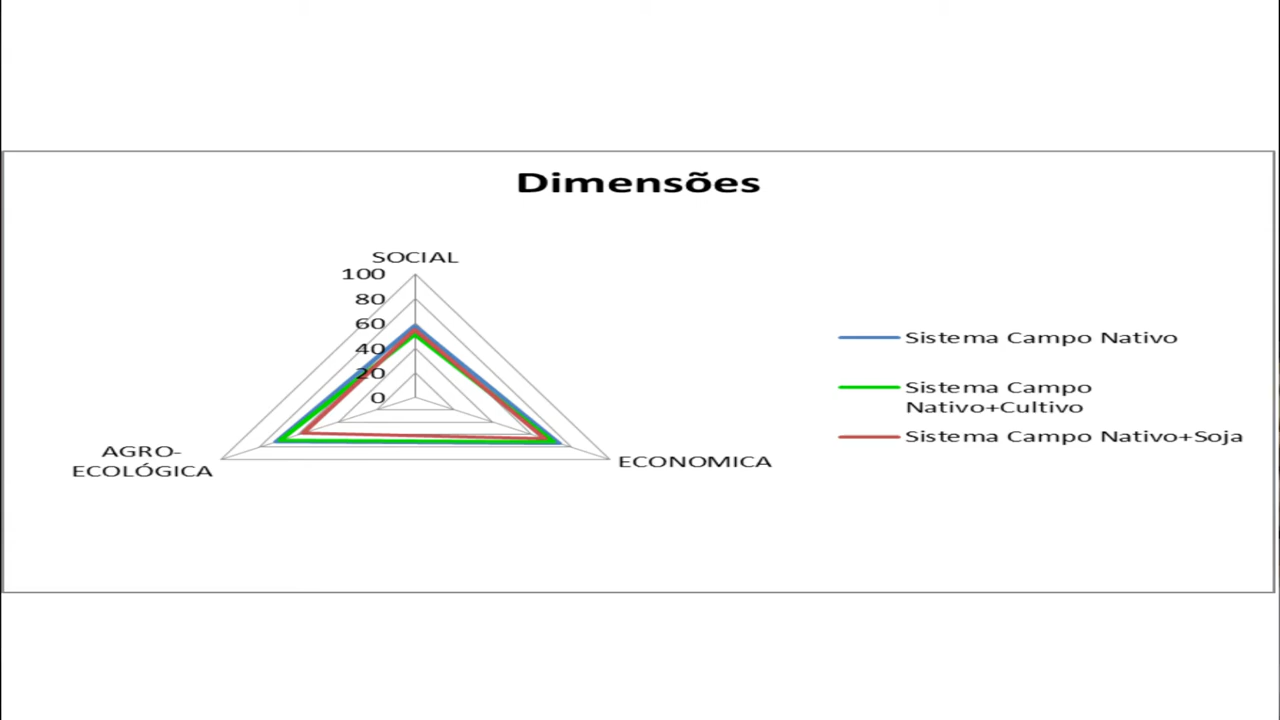 Dimensões
SOCIAL
100
80
60
40
20
0
AGRO-
ECOLÓGICA
ECONOMICA
Sistema Campo Nativo
Sistema Campo
Nativo+Cultivo
Sistema Campo Nativo+Soja